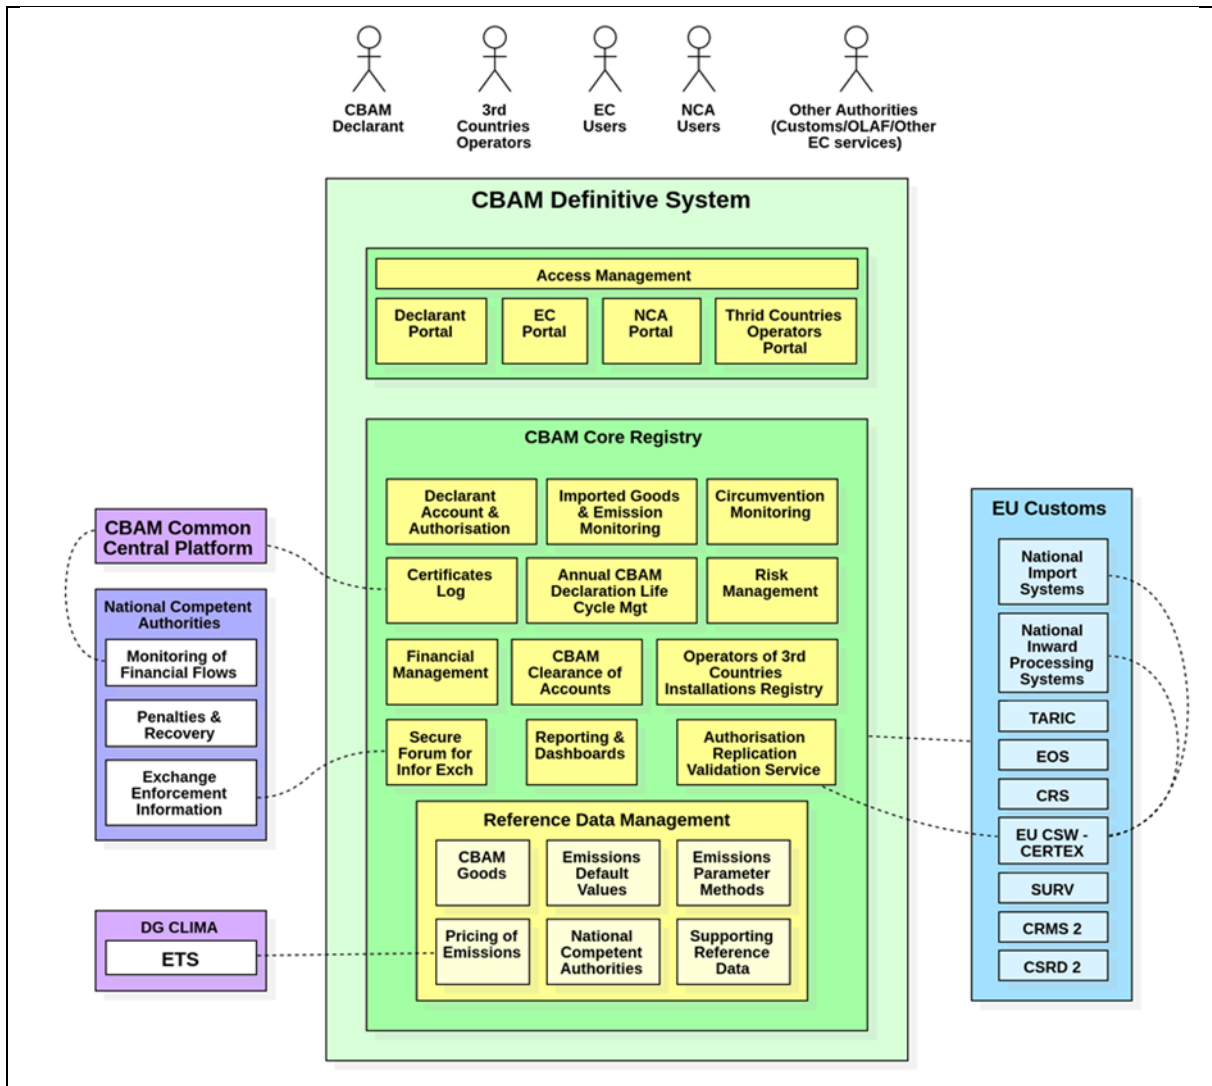 CBAM
Declarant
3rd
Countries
Operators
EC
Users
NCA
Users
Other Authorities
(Customs/OLAF/Other
EC services)
CBAM Definitive System
Access Management
Declarant
Portal
EC
Portal
NCA
Portal
Thrid Countries
Operators
Portal
CBAM Core Registry
Declarant
Account &
Authorisation
Imported Goods
& Emission
Monitoring
Circumvention
Monitoring
Certificates
Log
Annual CBAM
Declaration Life
Cycle Mgt
Risk
Management
Financial
Management
CBAM
Clearance of
Accounts
Operators of 3rd
Countries
Installations Registry
Secure
Forum for
Infor Exch
Reporting &
Dashboards
Authorisation
Replication
Validation Service
Reference Data Management
CBAM
Goods
Emissions
Default
Values
Emissions
Parameter
Methods
Pricing of
Emissions
National
Competent
Authorities
Supporting
Reference
Data
CBAM Common
Central Platform
National Competent
Authorities
Monitoring of
Financial Flows
Penalties &
Recovery
Exchange
Enforcement
Information
DG CLIMA
ETS
EU Customs
National
Import
Systems
National
Inward
Processing
Systems
TARIC
EOS
CRS
EU CSW -
CERTEX
SURV
CRMS 2
CSRD 2